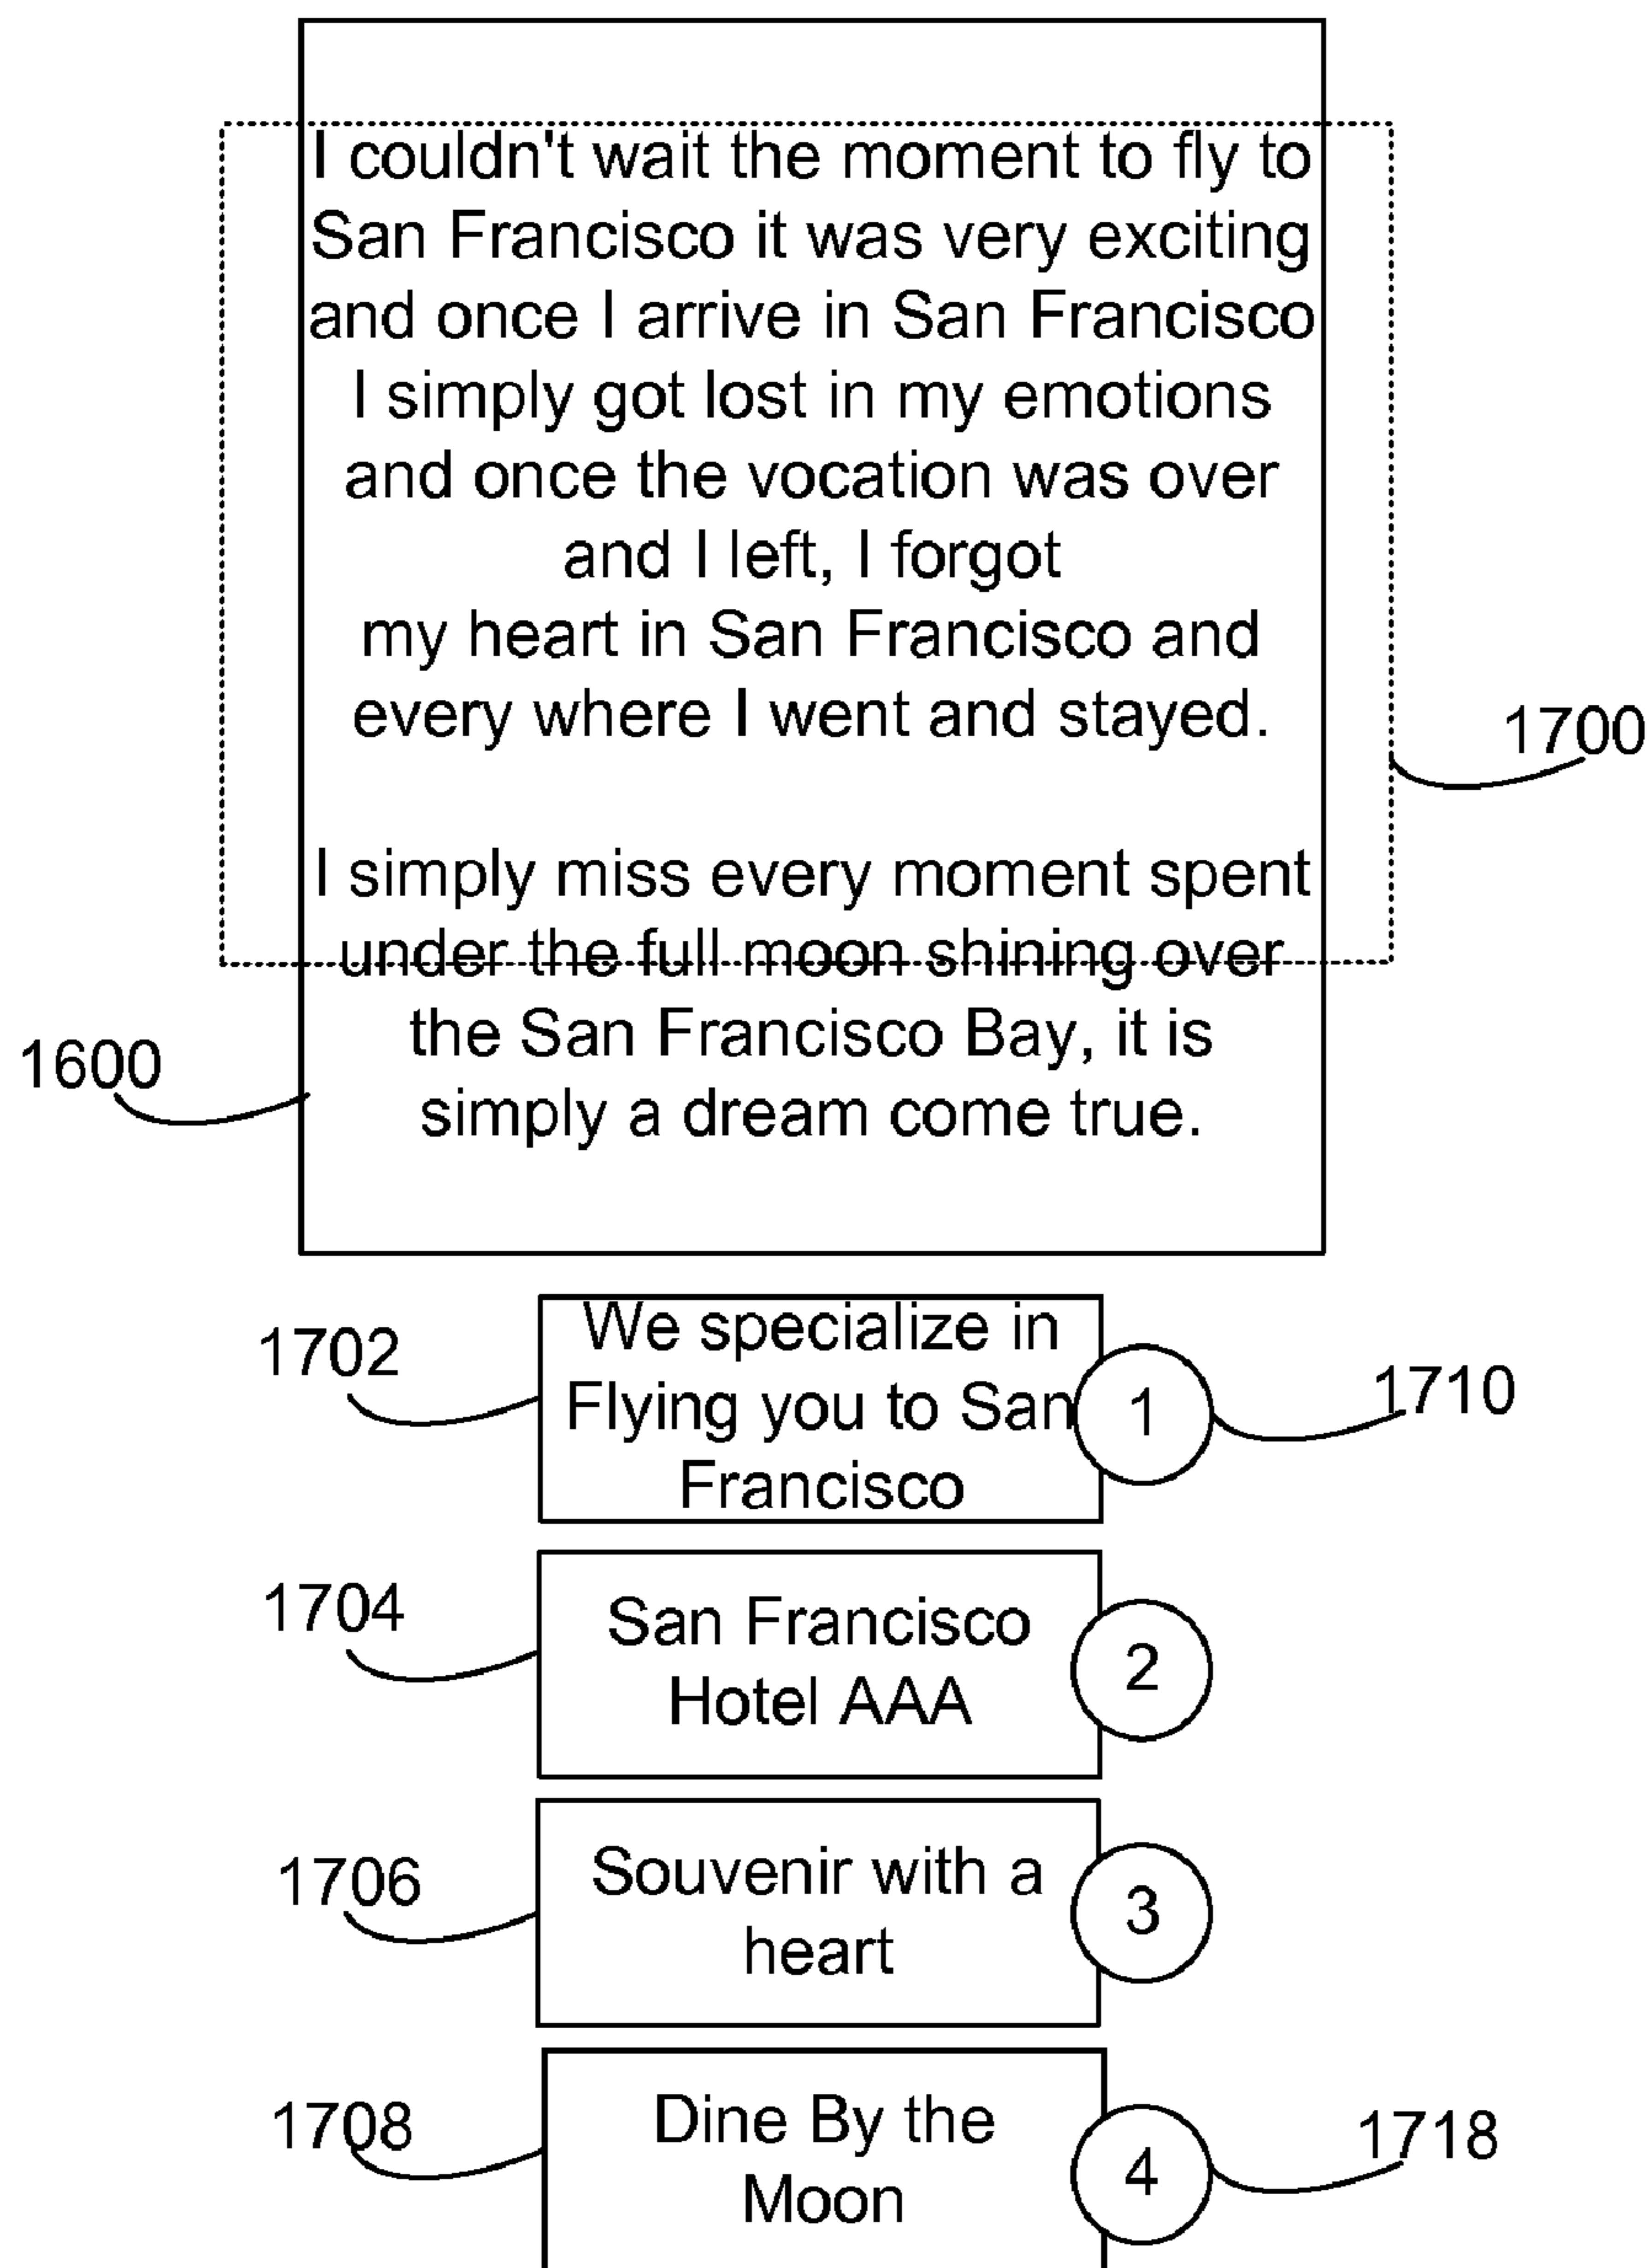 I couldn't wait the moment to fly to
San Francisco it was very exciting
and once I arrive in San Francisco
I simply got lost in my emotions
and once the vocation was over
and I left, I forgot
my heart in San Francisco and
every where I went and stayed.
1700
I simply miss every moment spent
under the full moon shining over
the San Francisco Bay, it is
1600
simply a dream come true.
We specialize in
1702
Flying you to San
1
1710
Francisco
1704
San Francisco
2
Hotel AAA
1706
Souvenir with a
3
heart
1708
Dine By the
1718
4
Moon